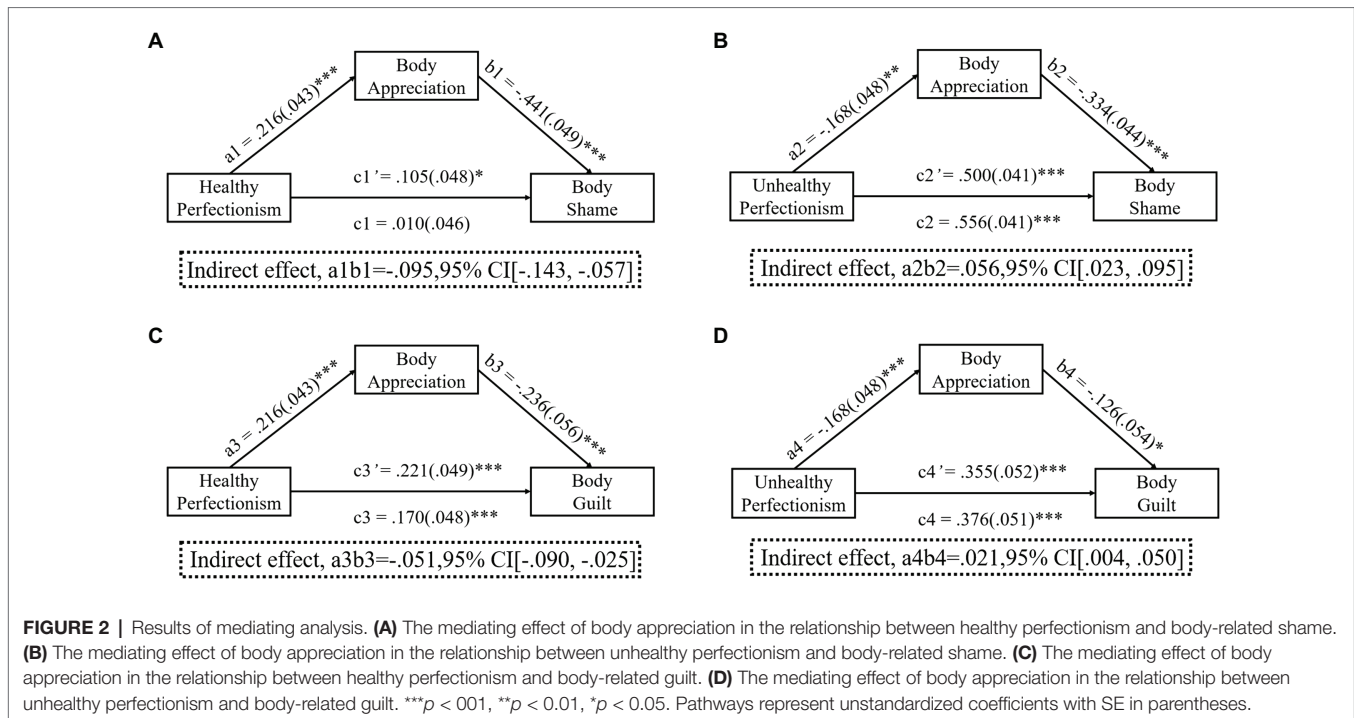 A
Body
Appreciation
a1 = .216(.043)***
b1 = -.441(.049)***
Healthy
Perfectionism
c1’= .105(.048)*
c1 = .010(.046)
Body
Shame
Indirect effect, a1b1=-.095,95% CI[-.143, -.057]
B
Body
Appreciation
a2 = -.168(.048)**
b2 = -.334(.044)***
Unhealthy
Perfectionism
c2’= .500(.041)***
c2 = .556(.041)***
Body
Shame
Indirect effect, a2b2=.056,95% CI[.023, .095]
C
Body
Appreciation
a3 = .216(.043)***
b3 = -.236(.056)***
Healthy
Perfectionism
c3’= .221(.049)***
c3 = .170(.048)***
Body
Guilt
Indirect effect, a3b3=-.051,95% CI[-.090, -.025]
D
Body
Appreciation
a4 = -.168(.048)***
b4 = -.126(.054)*
Unhealthy
Perfectionism
c4’= .355(.052)***
c4 = .376(.051)***
Body
Guilt
Indirect effect, a4b4=.021,95% CI[.004, .050]
FIGURE 2 | Results of mediating analysis. (A) The mediating effect of body appreciation in the relationship between healthy perfectionism and body-related shame.
(B) The mediating effect of body appreciation in the relationship between unhealthy perfectionism and body-related shame. (C) The mediating effect of body
appreciation in the relationship between healthy perfectionism and body-related guilt. (D) The mediating effect of body appreciation in the relationship between
unhealthy perfectionism and body-related guilt. ***p < 001, **p < 0.01, *p < 0.05. Pathways represent unstandardized coefficients with SE in parentheses.